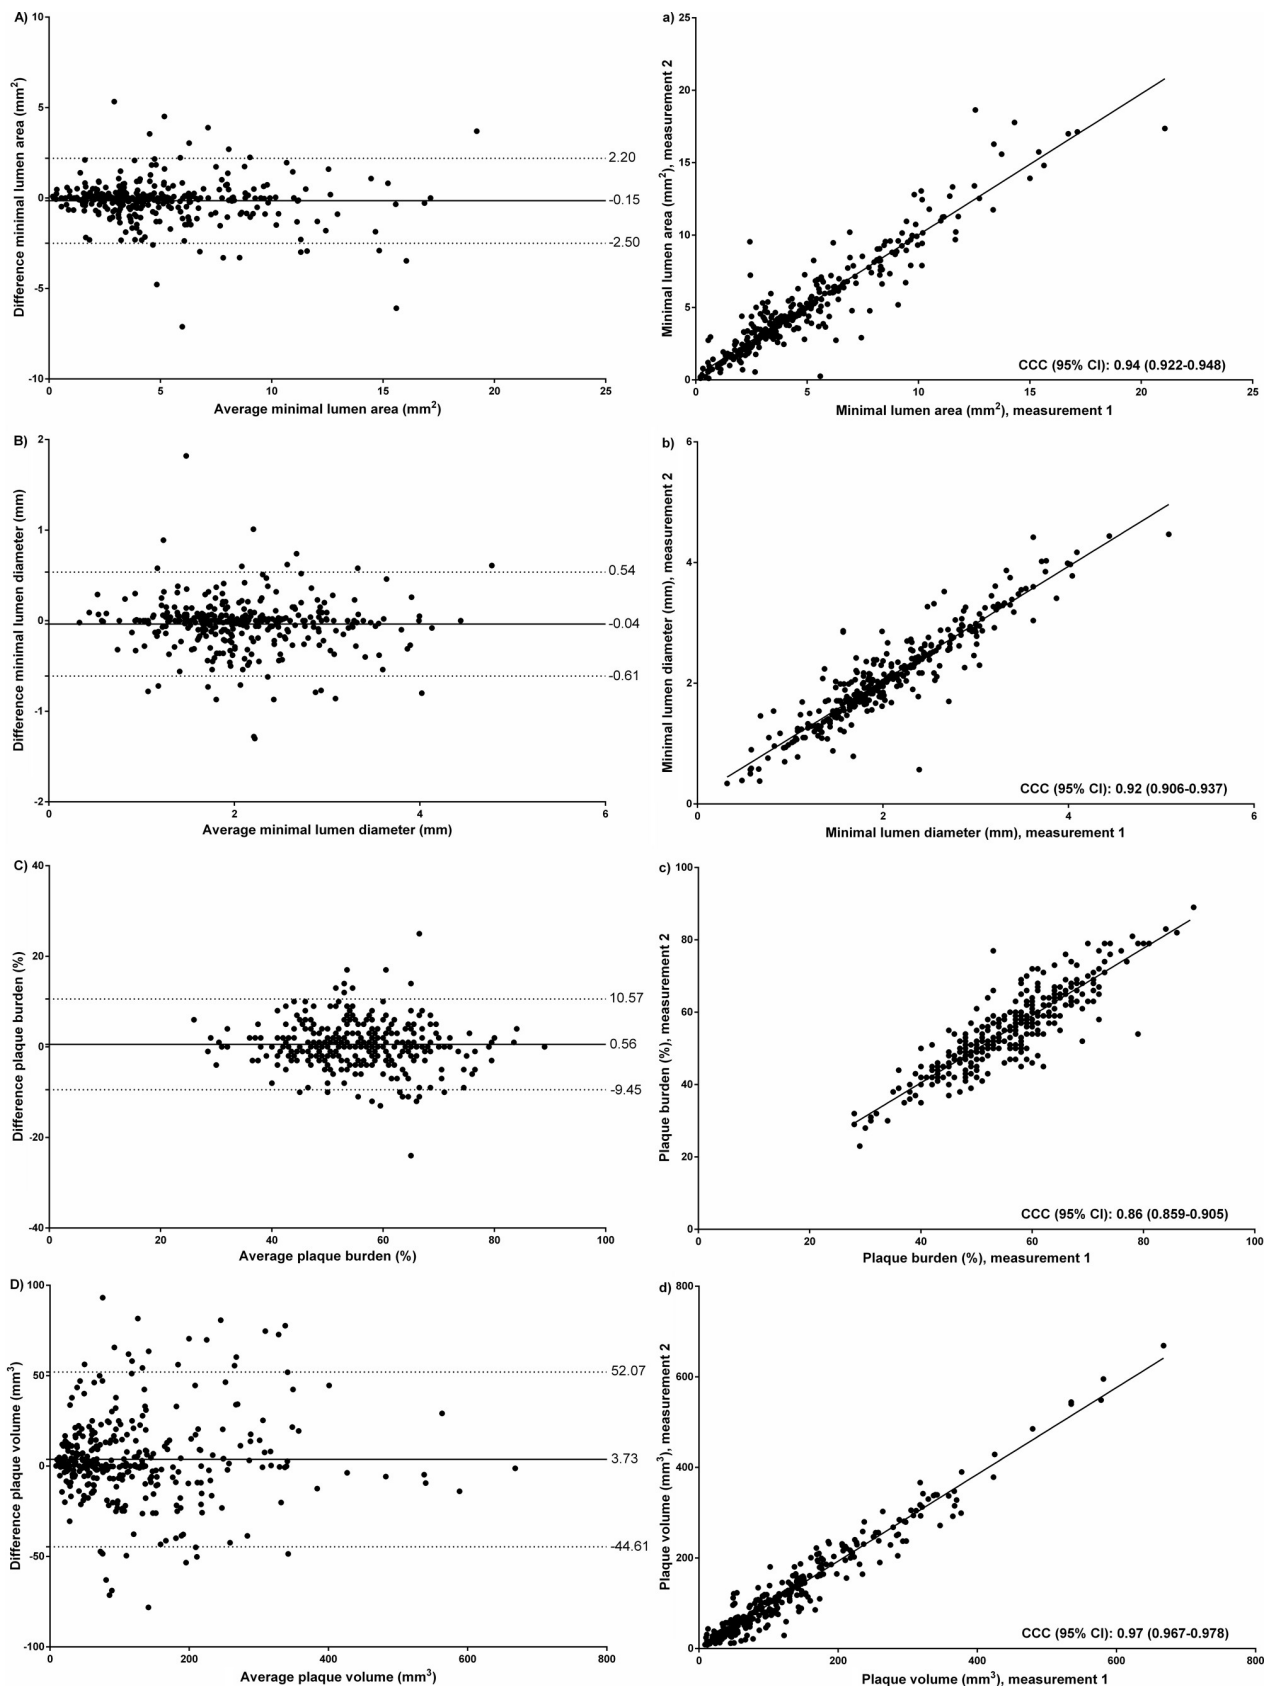 A)
Difference minimal lumen area (mm²)
10
5
0
-5
-10
2.20
-0.15
-2.50
0 5 10 15 20 25
Average minimal lumen area (mm²)
a)
Minimal lumen area (mm²), measurement 2
25
20
15
10
5
0
CCC (95% CI): 0.94 (0.922-0.948)
0 5 10 15 20 25
Minimal lumen area (mm²), measurement 1
B)
Difference minimal lumen diameter (mm)
2
1
0
-1
-2
0.54
-0.04
-0.61
0 2 4 6
Average minimal lumen diameter (mm)
b)
Minimal lumen diameter (mm), measurement 2
6
4
2
0
CCC (95% CI): 0.92 (0.906-0.937)
0 2 4 6
Minimal lumen diameter (mm), measurement 1
C)
Difference plaque burden (%)
40
20
0
-20
-40
10.57
0.56
-9.45
0 20 40 60 80 100
Average plaque burden (%)
c)
Plaque burden (%), measurement 2
100
80
60
40
20
0
CCC (95% CI): 0.86 (0.859-0.905)
0 20 40 60 80 100
Plaque burden (%), measurement 1
D)
Difference plaque volume (mm³)
100
50
0
-50
-100
52.07
3.73
-44.61
0 200 400 600 800
Average plaque volume (mm³)
d)
Plaque volume (mm³), measurement 2
800
600
400
200
0
CCC (95% CI): 0.97 (0.967-0.978)
0 200 400 600 800
Plaque volume (mm³), measurement 1